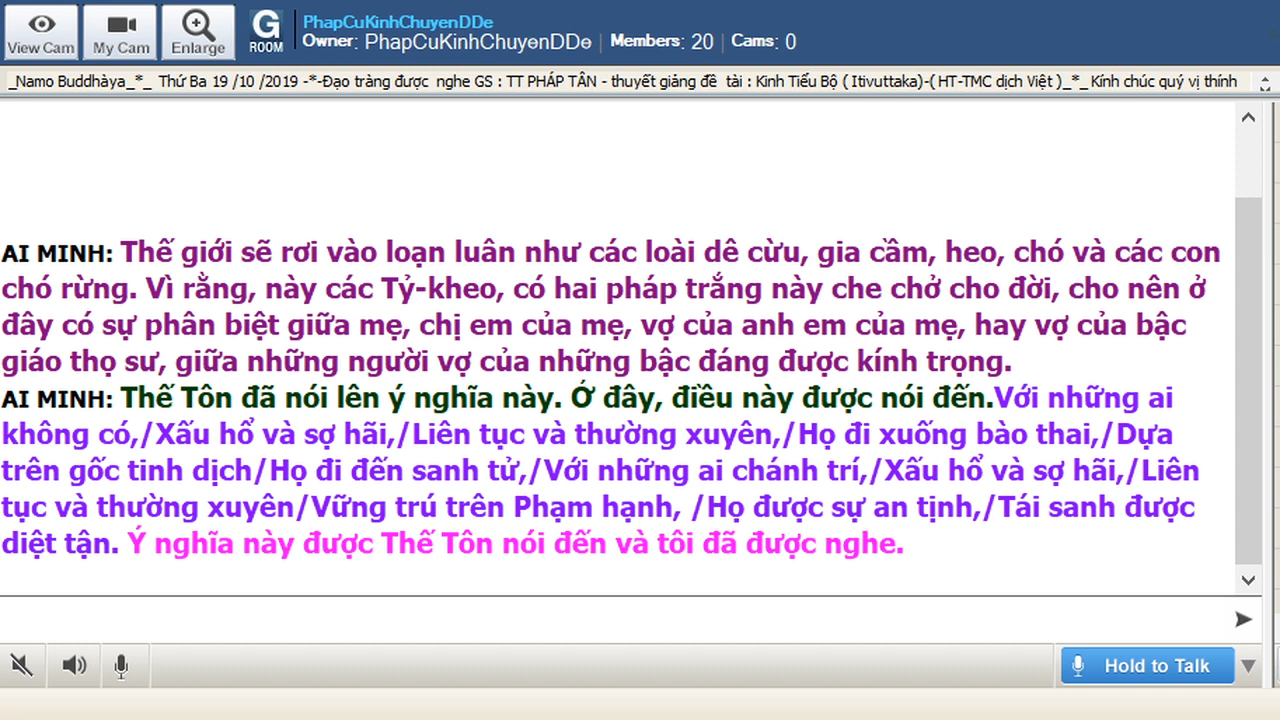 View Cam
My Cam
Enlarge
G
ROOM
PhapCuKinhChuyenDDe
Owner: PhapCuKinhChuyenDDe | Members: 20 | Cams: 0
_Namo Buddhàya_*_ Thứ Ba 19 /10 /2019 -*-Đạo tràng được nghe GS : TT PHÁP TÂN - thuyết giảng đề tài : Kinh Tiểu Bộ ( Itivuttaka)-( HT-TMC dịch Việt )_*_ Kính chúc quý vị thính
AI MINH: Thế giới sẽ rơi vào loạn luân như các loài dê cừu, gia cầm, heo, chó và các con
chó rừng. Vì rằng, này các Tỷ-kheo, có hai pháp trắng này che chở cho đời, cho nên ở
đây có sự phân biệt giữa mẹ, chị em của mẹ, vợ của anh em của mẹ, hay vợ của bậc
giáo thọ sư, giữa những người vợ của những bậc đáng được kính trọng.
AI MINH: Thế Tôn đã nói lên ý nghĩa này. Ở đây, điều này được nói đến.Với những ai
không có,/Xấu hổ và sợ hãi,/Liên tục và thường xuyên,/Họ đi xuống bào thai,/Dựa
trên gốc tinh dịch/Họ đi đến sanh tử,/Với những ai chánh trí,/Xấu hổ và sợ hãi,/Liên
tục và thường xuyên/Vững trú trên Phạm hạnh, /Họ được sự an tịnh,/Tái sanh được
diệt tận. Ý nghĩa này được Thế Tôn nói đến và tôi đã được nghe.
Hold to Talk